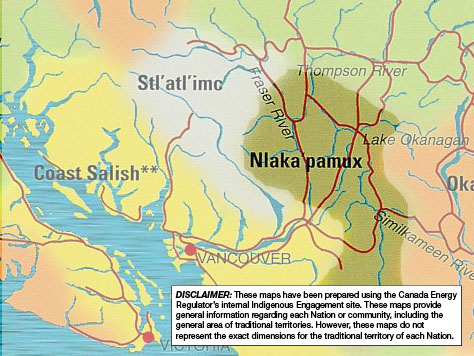 Thompson River
Stl'atl'imc
Fraser River
Lake Okanagan
Nlaka'pamux
Coast Salish**
Oka
Similkameen River
VANCOUVER
DISCLAIMER: These maps have been prepared using the Canada Energy
Regulator's internal Indigenous Engagement site. These maps provide
general information regarding each Nation or community, including the
general area of traditional territories. However, these maps do not
represent the exact dimensions for the traditional territory of each Nation.
VICTORIA